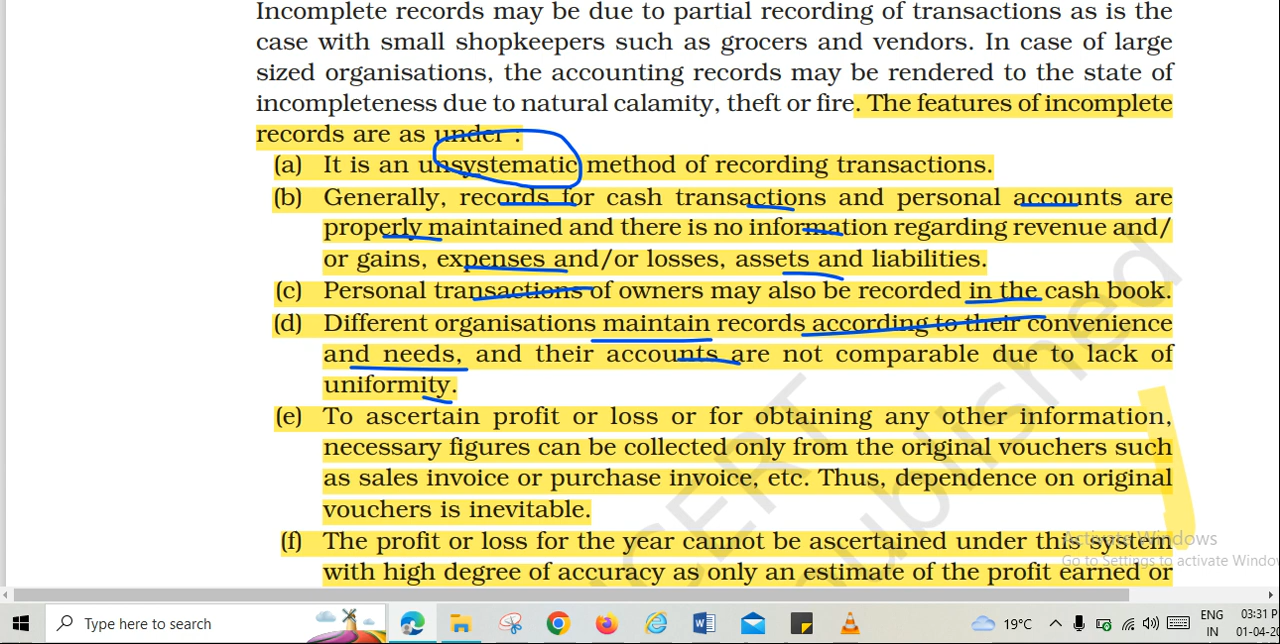 Incomplete records may be due to partial recording of transactions as is the
case with small shopkeepers such as grocers and vendors. In case of large
sized organisations, the accounting records may be rendered to the state of
incompleteness due to natural calamity, theft or fire. The features of incomplete
records are as under :
(a) It is an unsystematic method of recording transactions.
(b) Generally, records for cash transactions and personal accounts are
properly maintained and there is no information regarding revenue and/
or gains, expenses and/or losses, assets and liabilities.
(c) Personal transactions of owners may also be recorded in the cash book.
(d) Different organisations maintain records according to their convenience
and needs, and their accounts are not comparable due to lack of
uniformity.
(e) To ascertain profit or loss or for obtaining any other information,
necessary figures can be collected only from the original vouchers such
as sales invoice or purchase invoice, etc. Thus, dependence on original
vouchers is inevitable.
(f) The profit or loss for the year cannot be ascertained under this system
with high degree of accuracy as only an estimate of the profit earned or
Activate Windows
Go to Settings to activate Windo
Type here to search
19°C
ENG
IN
03:31 P
01-04-2